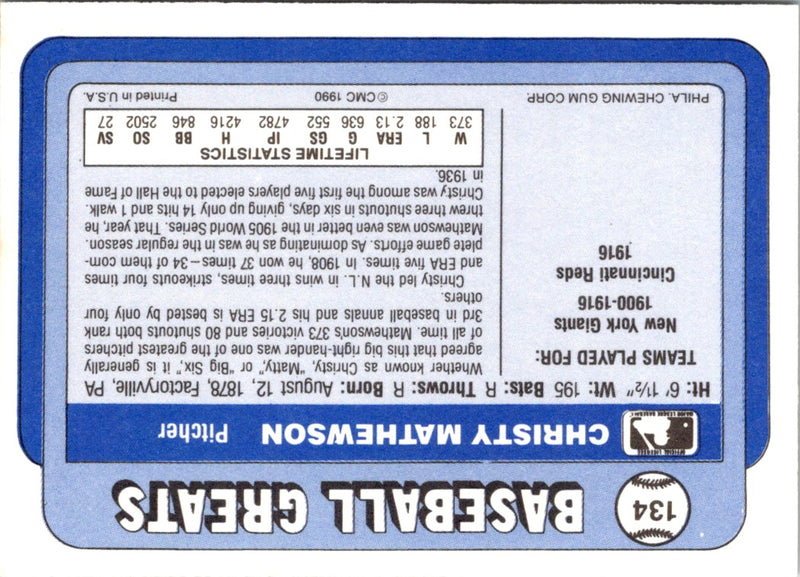 134
BASEBALL GREATS
MAJOR LEAGUE BASEBALL
CHRISTY MATHEWSON Pitcher
Ht: 6' 1½" Wt: 195 Bats: R Throws: R Born: August 12, 1878, Factoryville, PA
TEAMS PLAYED FOR:
New York Giants
1900-1916
Cincinnati Reds
1916
Whether known as Christy, "Matty," or "Big Six," it is generally
agreed that this big right-hander was one of the greatest pitchers
of all time. Mathewson's 373 victories and 80 shutouts both rank
3rd in baseball annals and his 2.15 ERA is bested by only four
others.
Christy led the N.L. in wins three times, strikeouts four times
and ERA five times. In 1908, he won 37 times—34 of them com-
plete game efforts. As dominating as he was in the regular season.
Mathewson was even better in the 1905 World Series. That year, he
threw three shutouts in six days, giving up only 14 hits and 1 walk.
Christy was among the first five players elected to the Hall of Fame
in 1936.
LIFETIME STATISTICS
W L ERA G GS IP H BB SO SV
373 188 2.13 636 552 4782 4216 846 2502 27
PHILA. CHEWING GUM CORP. © CMC 1990 Printed in U.S.A.